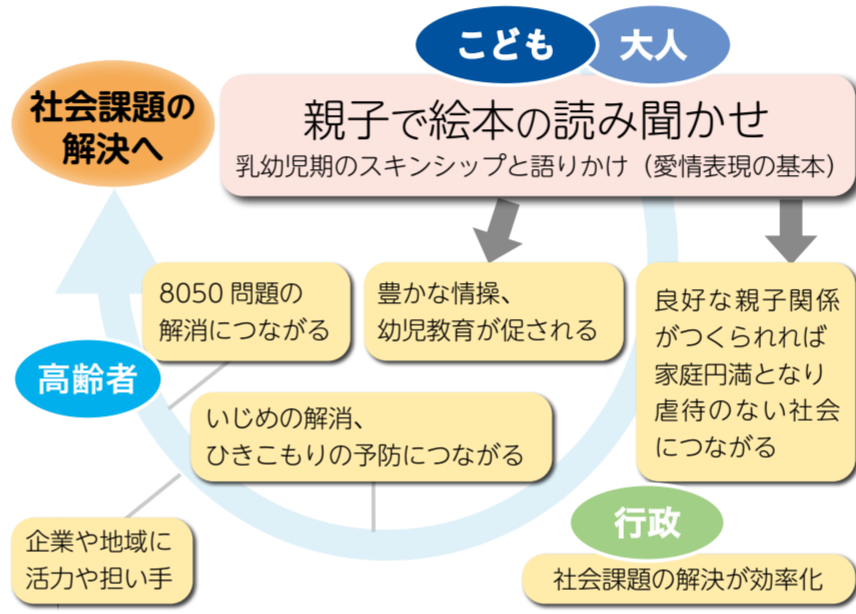 こども
大人
社会課題の
解決へ
親子で絵本の読み聞かせ
乳幼児期のスキンシップと語りかけ（愛情表現の基本）
8050 問題の
解消につながる
豊かな情操、
幼児教育が促される
良好な親子関係
がつくられれば
家庭円満となり
虐待のない社会
につながる
高齢者
いじめの解消、
ひきこもりの予防につながる
企業や地域に
活力や担い手
行政
社会課題の解決が効率化